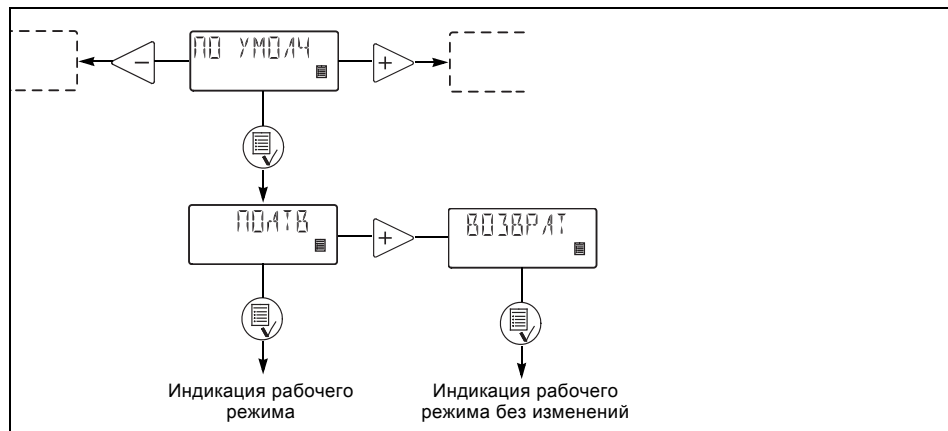 ПО УМОЛЧ
ПОДТВ
ВОЗВРАТ
Индикация рабочего
режима
Индикация рабочего
режима без изменений